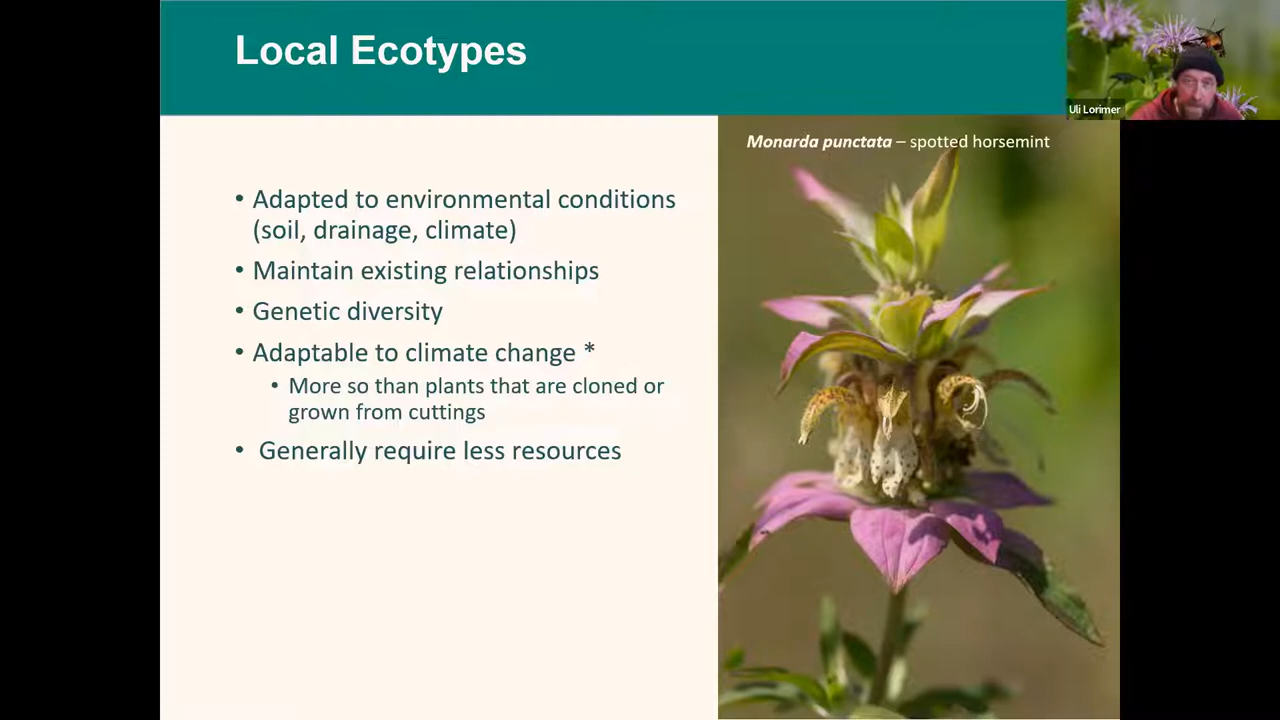 Local Ecotypes
Uli Lorimer
Monarda punctata – spotted horsemint
• Adapted to environmental conditions
(soil, drainage, climate)
• Maintain existing relationships
• Genetic diversity
• Adaptable to climate change *
• More so than plants that are cloned or
grown from cuttings
• Generally require less resources